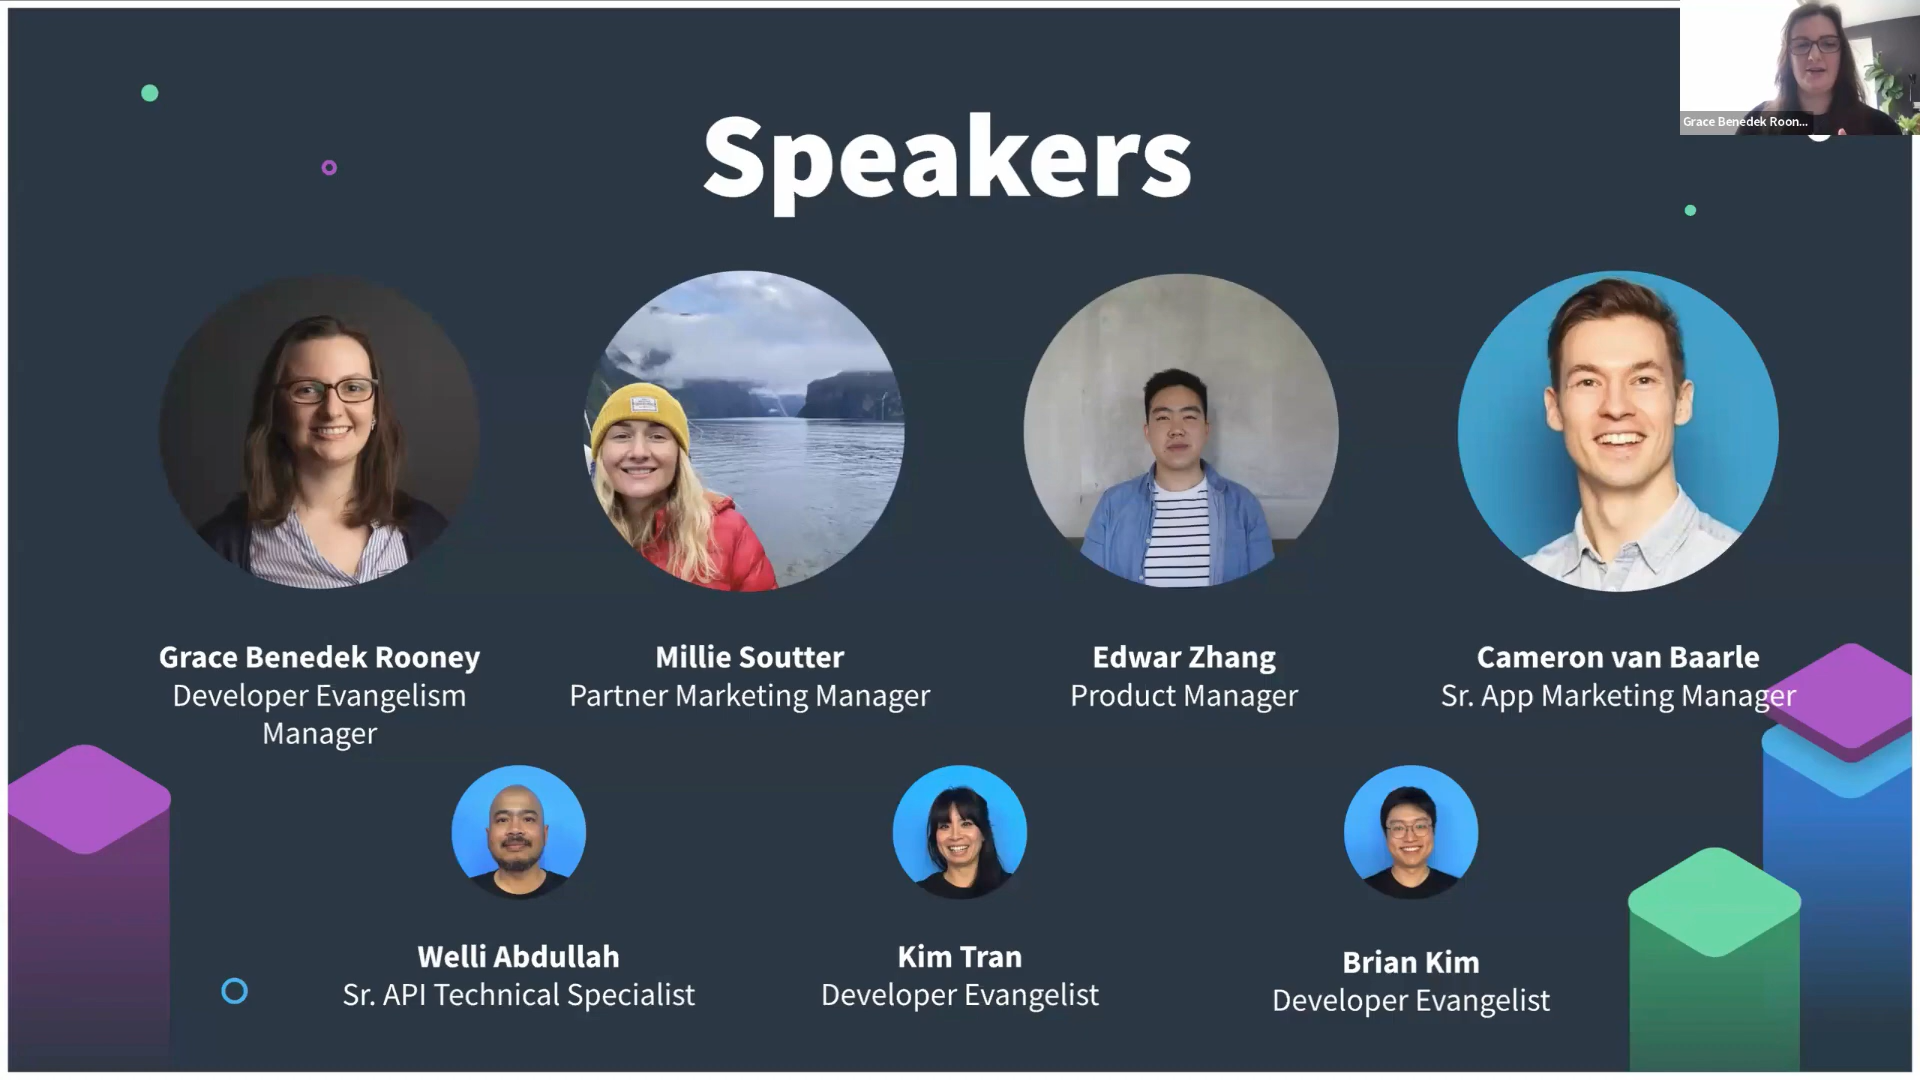 Speakers
Grace Benedek Roon...
Grace Benedek Rooney
Developer Evangelism
Manager
Millie Soutter
Partner Marketing Manager
Edwar Zhang
Product Manager
Cameron van Baarle
Sr. App Marketing Manager
Welli Abdullah
Sr. API Technical Specialist
Kim Tran
Developer Evangelist
Brian Kim
Developer Evangelist